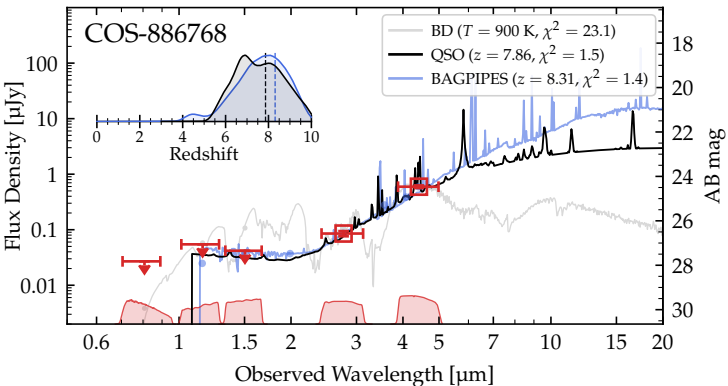 COS-886768
BD (T = 900 K, χ² = 23.1)
QSO (z = 7.86, χ² = 1.5)
BAGPIPES (z = 8.31, χ² = 1.4)
0 2 4 6 8 10
Redshift
100
10
1
0.1
0.01
Flux Density [μJy]
18
20
22
24
26
28
30
AB mag
0.6 1 2 3 4 5 10 15 20
Observed Wavelength [μm]